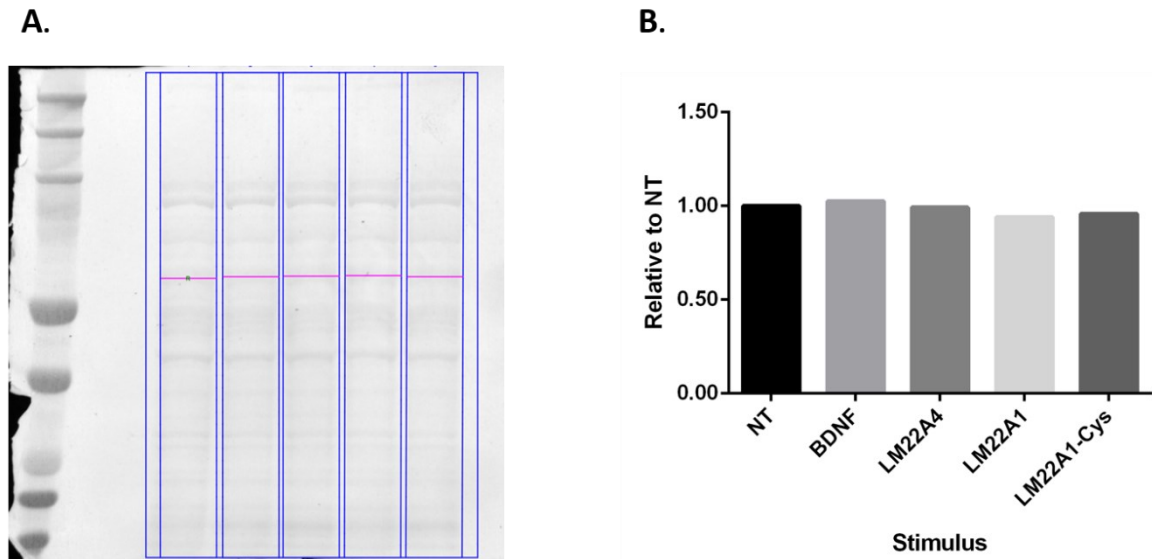 A.
B.
Relative to NT
1.50
1.00
0.50
0.00
NT
BDNF
LM22A4
LM22A1
LM22A1-Cys
Stimulus